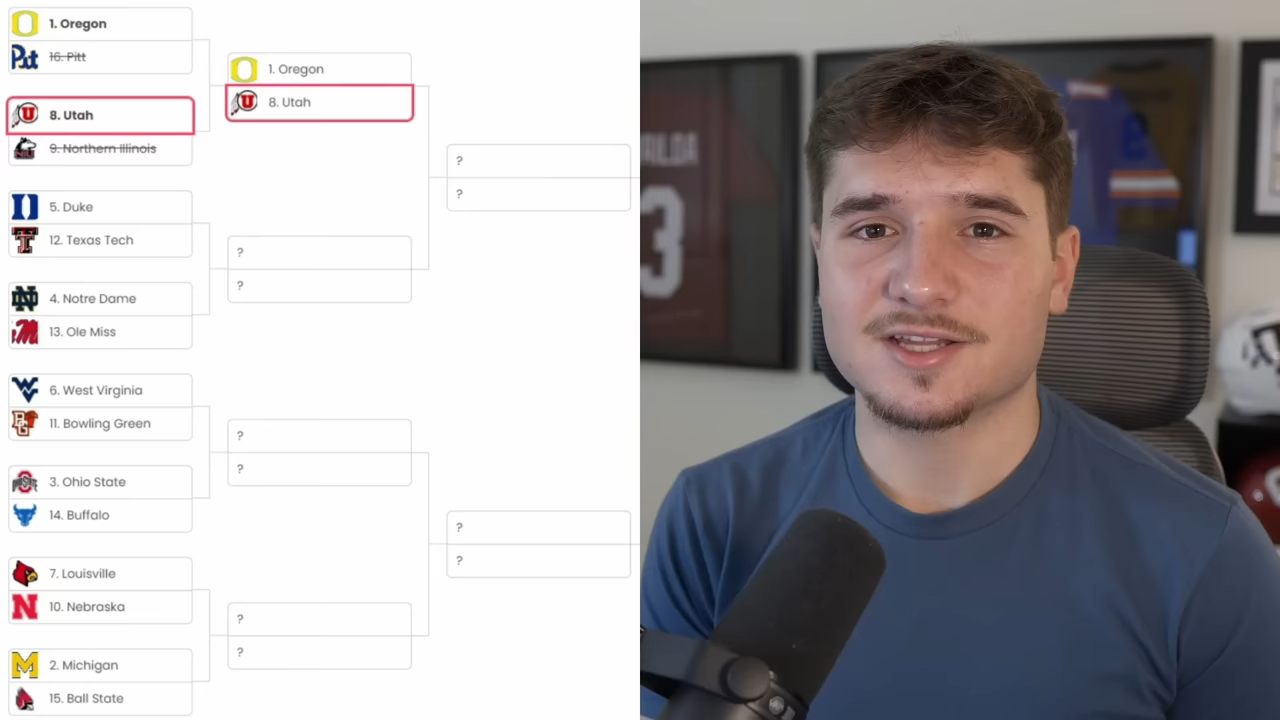 1. Oregon
16. Pitt
8. Utah
9. Northern Illinois
5. Duke
12. Texas Tech
4. Notre Dame
13. Ole Miss
6. West Virginia
11. Bowling Green
3. Ohio State
14. Buffalo
7. Louisville
10. Nebraska
2. Michigan
15. Ball State
1. Oregon
8. Utah
?
?
?
?
?
?
?
?
?
?
3